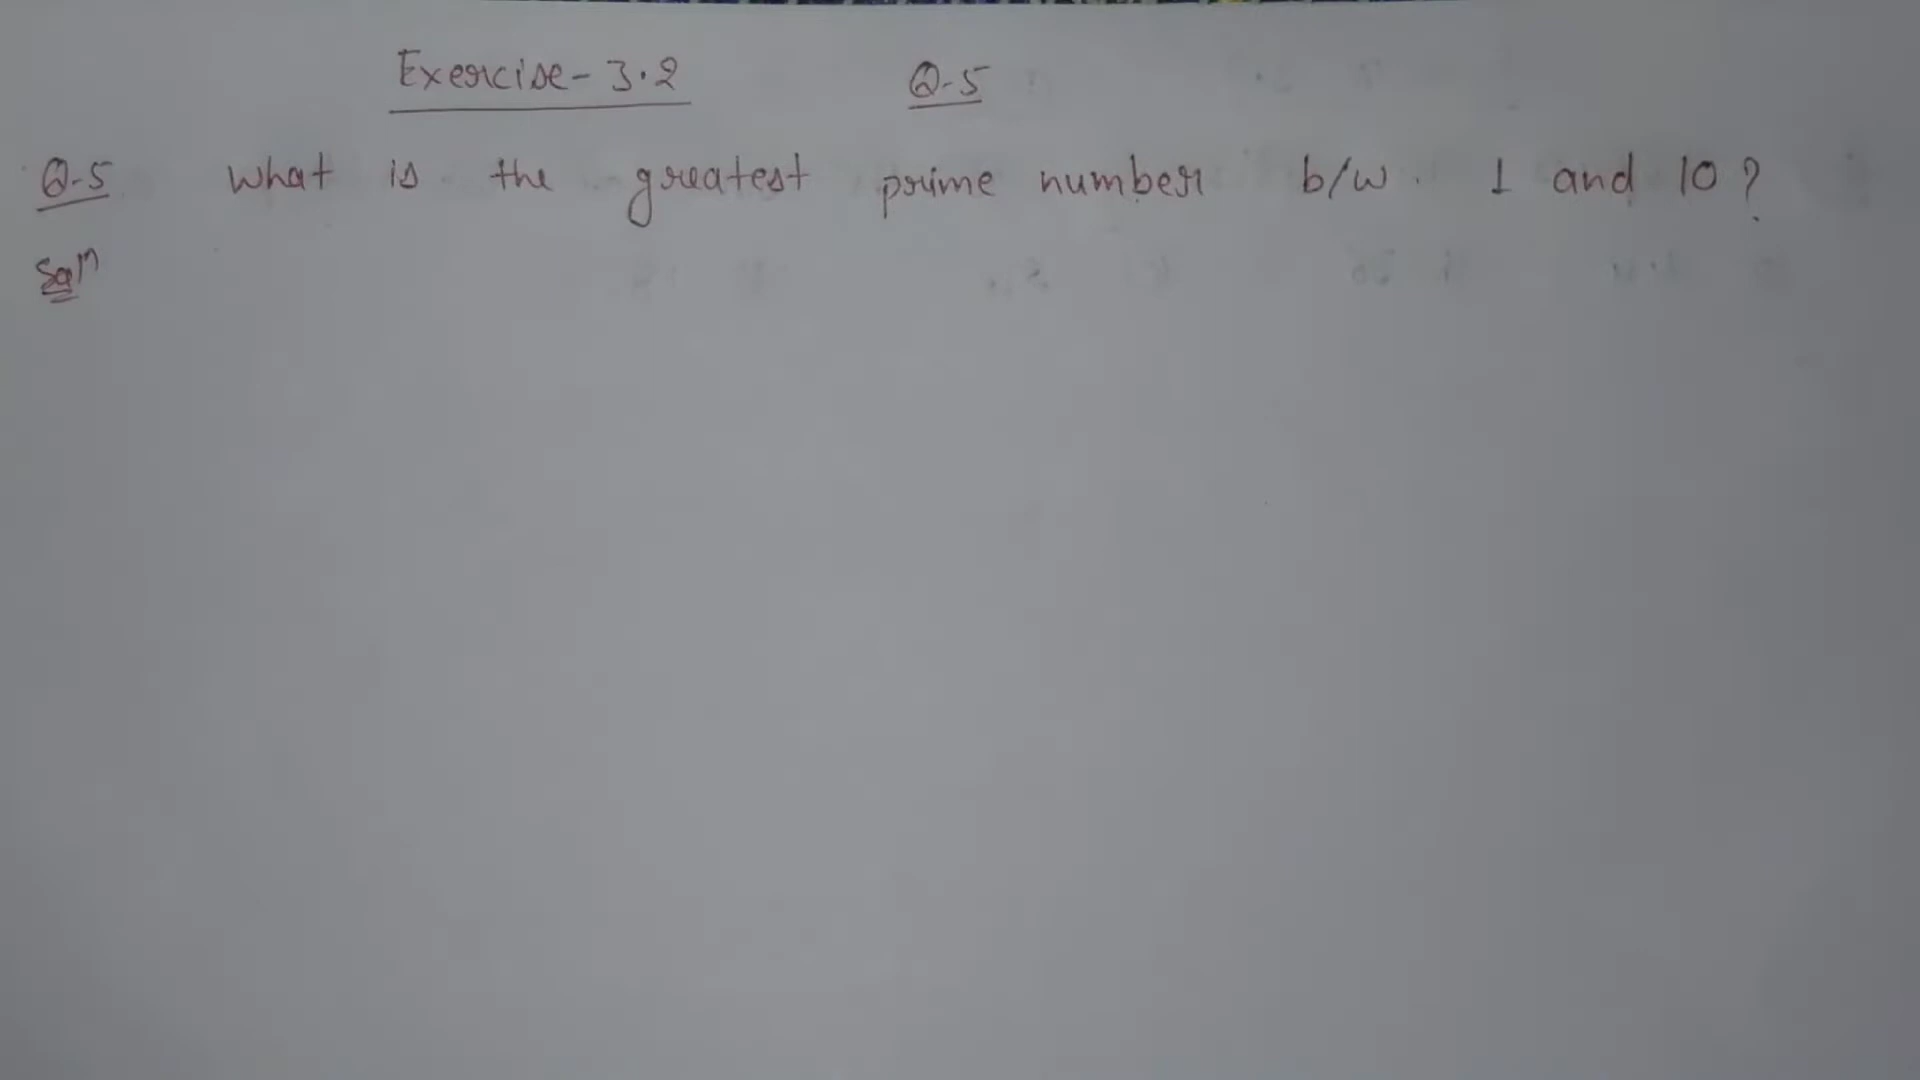 Exercise-3.2 Q-5
Q-5 what is the greatest prime number b/w 1 and 10?
Soln